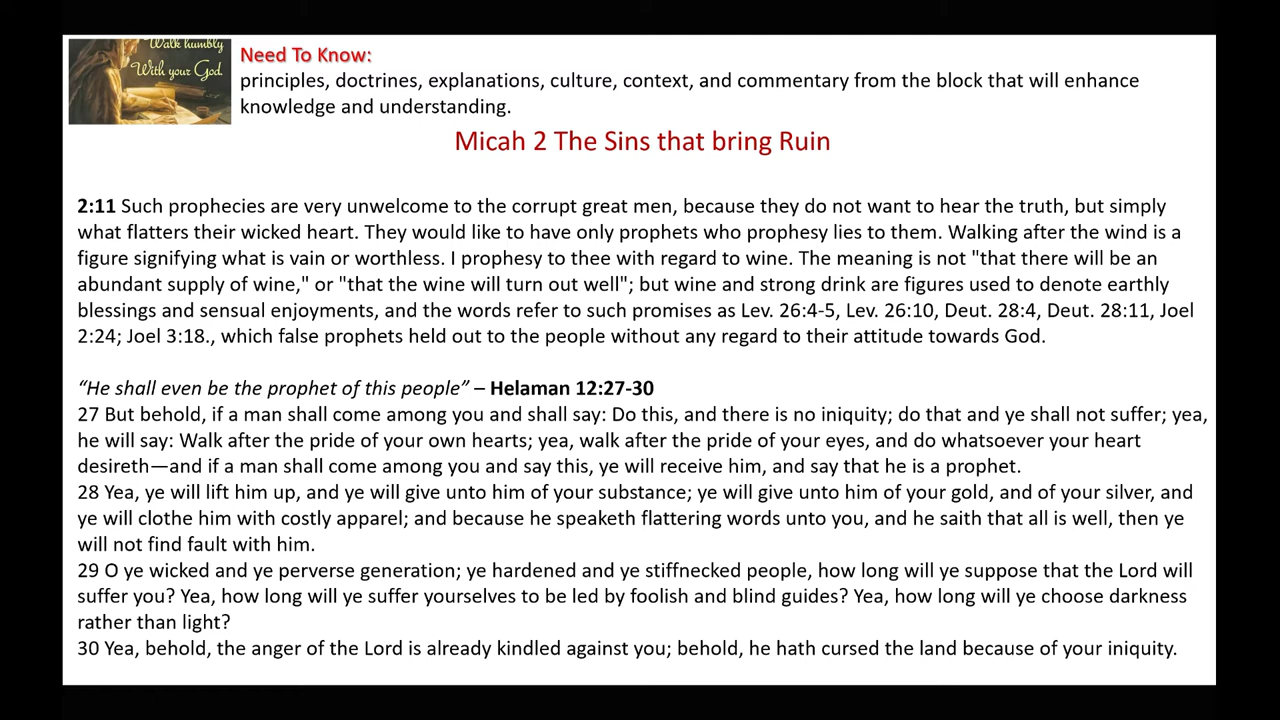 Walk humbly
With your God.
Need To Know:
principles, doctrines, explanations, culture, context, and commentary from the block that will enhance
knowledge and understanding.
Micah 2 The Sins that bring Ruin
2:11 Such prophecies are very unwelcome to the corrupt great men, because they do not want to hear the truth, but simply
what flatters their wicked heart. They would like to have only prophets who prophesy lies to them. Walking after the wind is a
figure signifying what is vain or worthless. I prophesy to thee with regard to wine. The meaning is not "that there will be an
abundant supply of wine," or "that the wine will turn out well"; but wine and strong drink are figures used to denote earthly
blessings and sensual enjoyments, and the words refer to such promises as Lev. 26:4-5, Lev. 26:10, Deut. 28:4, Deut. 28:11, Joel
2:24; Joel 3:18., which false prophets held out to the people without any regard to their attitude towards God.
“He shall even be the prophet of this people” – Helaman 12:27-30
27 But behold, if a man shall come among you and shall say: Do this, and there is no iniquity; do that and ye shall not suffer; yea,
he will say: Walk after the pride of your own hearts; yea, walk after the pride of your eyes, and do whatsoever your heart
desireth—and if a man shall come among you and say this, ye will receive him, and say that he is a prophet.
28 Yea, ye will lift him up, and ye will give unto him of your substance; ye will give unto him of your gold, and of your silver, and
ye will clothe him with costly apparel; and because he speaketh flattering words unto you, and he saith that all is well, then ye
will not find fault with him.
29 O ye wicked and ye perverse generation; ye hardened and ye stiffnecked people, how long will ye suppose that the Lord will
suffer you? Yea, how long will ye suffer yourselves to be led by foolish and blind guides? Yea, how long will ye choose darkness
rather than light?
30 Yea, behold, the anger of the Lord is already kindled against you; behold, he hath cursed the land because of your iniquity.